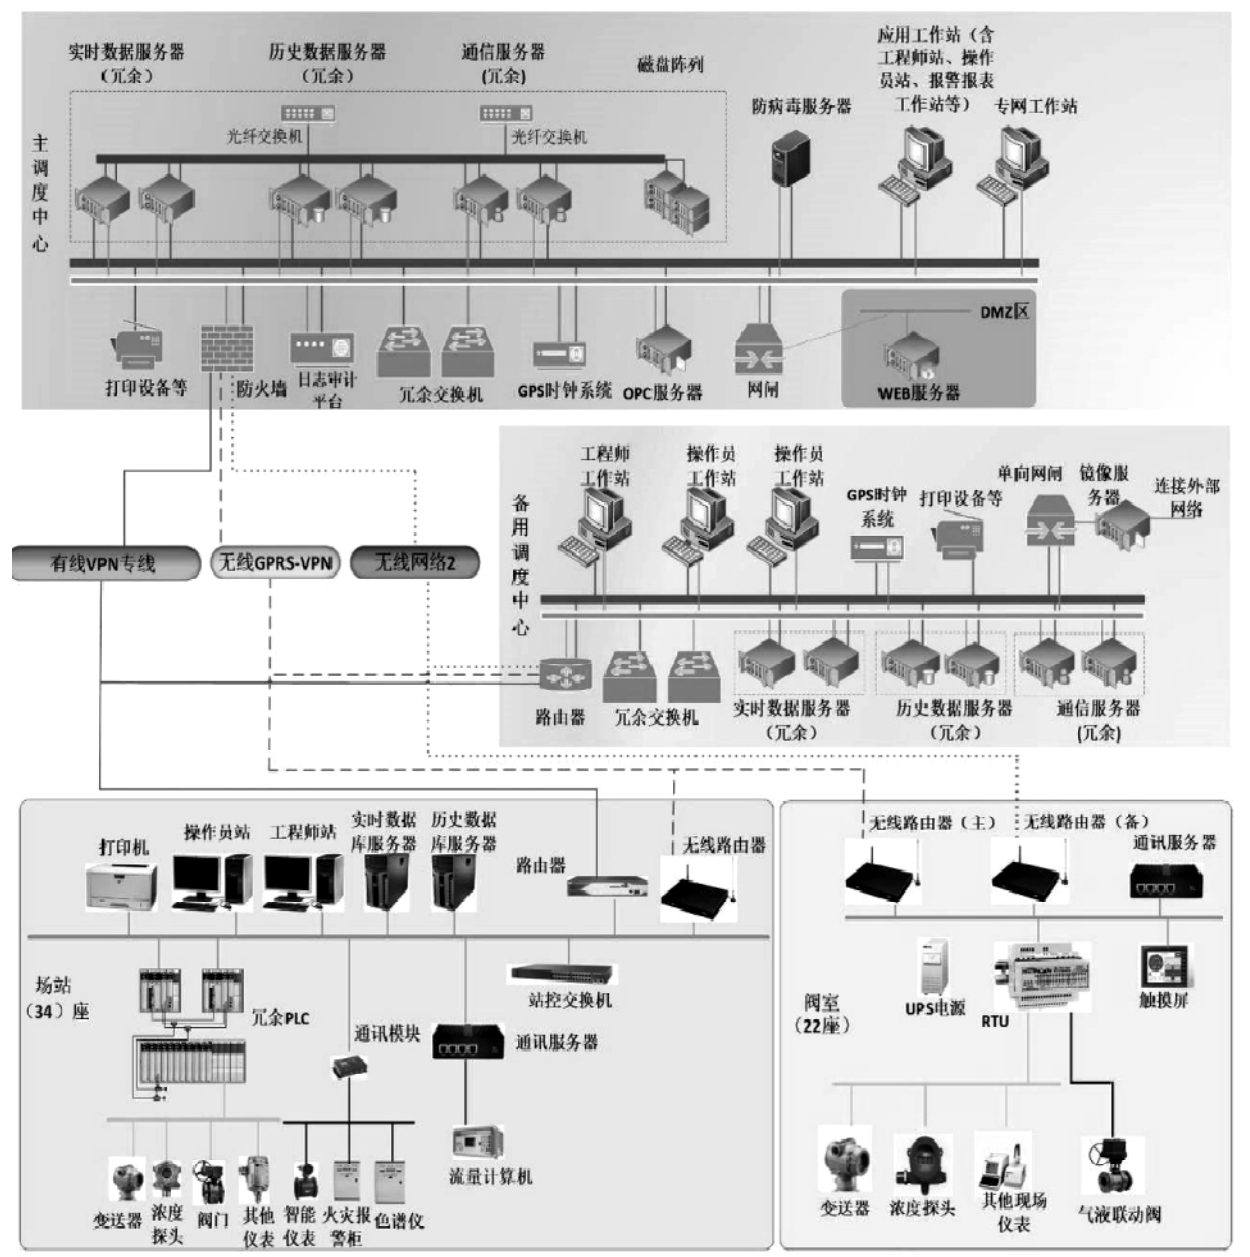 实时数据服务器
（冗余）
历史数据服务器
（冗余）
通信服务器
(冗余)
磁盘阵列
防病毒服务器
应用工作站（含
工程师站、操作
员站、报警报表
工作站等）
专网工作站
光纤交换机
光纤交换机
主调度中心
打印设备等
防火墙
日志审计
平台
冗余交换机
GPS时钟系统
OPC服务器
网闸
DMZ区
WEB服务器
有线VPN专线
无线GPRS-VPN
无线网络2
备用调度中心
工程师
工作站
操作员
工作站
操作员
工作站
GPS时钟
系统
打印设备等
单向网闸
镜像服
务器
连接外部
网络
路由器
冗余交换机
实时数据服务器
（冗余）
历史数据服务器
（冗余）
通信服务器
(冗余)
打印机
操作员站
工程师站
实时数据
库服务器
历史数据
库服务器
路由器
无线路由器
场站
（34）座
冗余PLC
通讯模块
通讯服务器
站控交换机
流量计算机
变送器
浓度
探头
阀门
其他
仪表
智能
仪表
火灾报
警柜
色谱仪
无线路由器（主）
无线路由器（备）
通讯服务器
阀室
（22座）
UPS电源
RTU
触摸屏
变送器
浓度探头
其他现场
仪表
气液联动阀